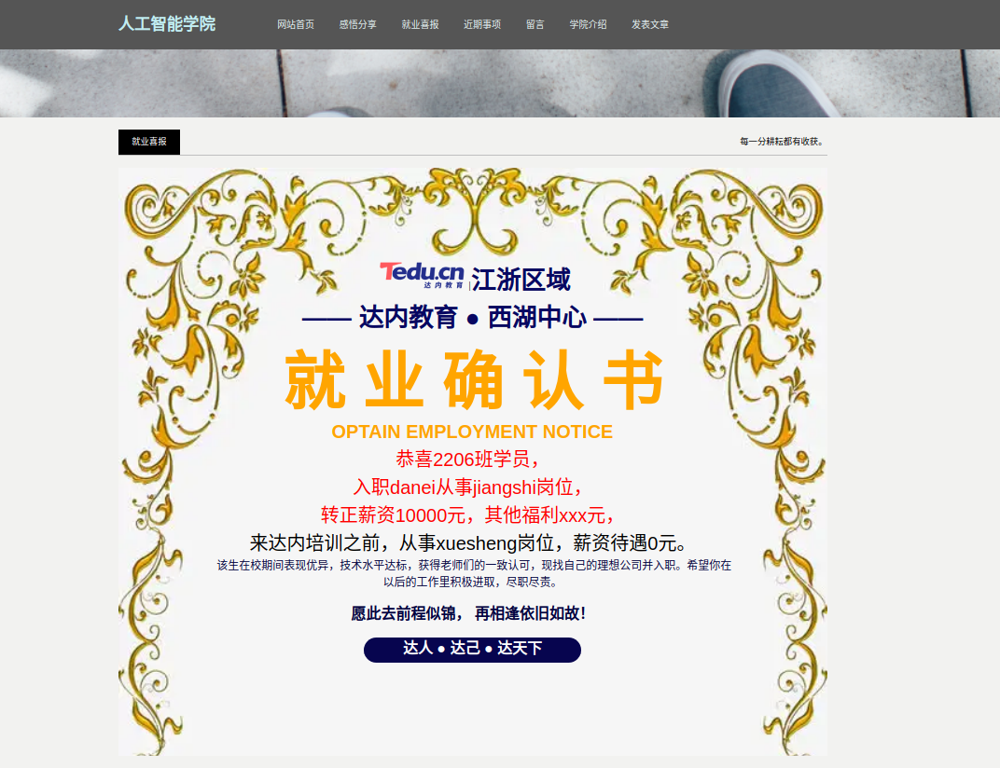 人工智能学院 网站首页 感悟分享 就业喜报 近期事项 留言 学院介绍 发表文章
就业喜报 每一分耕耘都有收获。
Tedu.cn
达内教育 |江浙区域
—— 达内教育 ● 西湖中心 ——
就 业 确 认 书
OPTAIN EMPLOYMENT NOTICE
恭喜2206班学员，
入职danei从事jiangshi岗位，
转正薪资10000元，其他福利xxx元，
来达内培训之前，从事xuesheng岗位，薪资待遇0元。
该生在校期间表现优异，技术水平达标，获得老师们的一致认可，现找自己的理想公司并入职。希望你在
以后的工作里积极进取，尽职尽责。
愿此去前程似锦， 再相逢依旧如故！
达人 ● 达己 ● 达天下